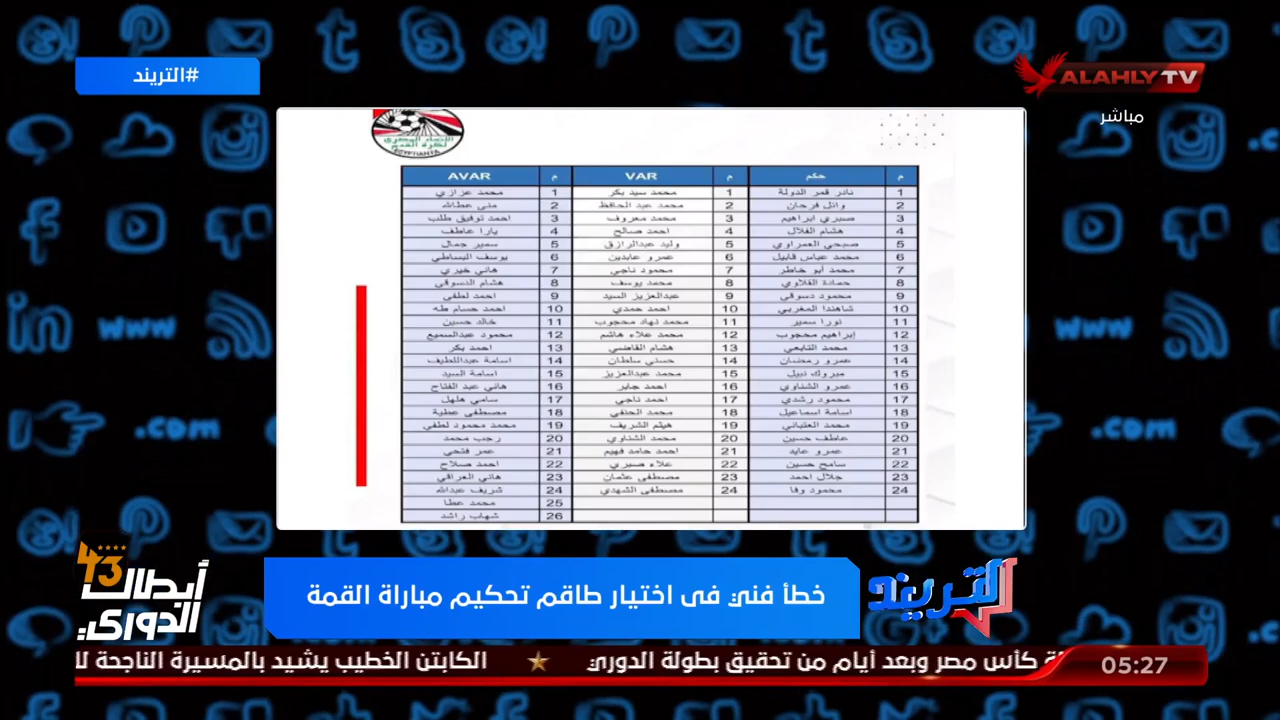 #التريند
ALAHLY TV
مباشر
م حكم م VAR م AVAR
1 نادر قمر الدولة 1 محمد سيد بكر 1 محمد عزازي
2 وائل فرحان 2 محمد عبد الحافظ 2 منى عطالله
3 صبري ابراهيم 3 محمد معروف 3 احمد توفيق طلب
4 هشام القلال 4 احمد صالح 4 يارا عاطف
5 صبحي العمراوي 5 وليد عبدالرازق 5 سمير جمال
6 محمد عباس قابيل 6 عمرو عابدين 6 يوسف البساطي
7 محمد أبو خاطر 7 محمود ناجي 7 هاني خيري
8 حمادة القلاوي 8 محمد يوسف 8 هشام الدسوقي
9 محمود دسوقي 9 عبدالعزيز السيد 9 احمد لطفي
10 شاهندا المغربي 10 احمد حمدي 10 احمد حسام طه
11 نورا سمير 11 محمد نهاد محجوب 11 خالد حسين
12 إبراهيم محجوب 12 محمد علاء هاشم 12 محمود عبدالسميع
13 محمد التابعي 13 هشام القاضي 13 احمد بكر
14 عمرو رمضان 14 حسني سلطان 14 اسامة عبداللطيف
15 مبروك نبيل 15 محمد عبدالعزيز 15 اسامة السيد
16 عمرو الشناوي 16 احمد جابر 16 هاني عبد الفتاح
17 محمود رشدي 17 احمد ناجي 17 سامي هلهل
18 اسامة اسماعيل 18 محمد الحنفي 18 مصطفى عطية
19 محمد العتباني 19 هيثم الشريف 19 محمد محمود لطفي
20 عاطف حسين 20 محمد الشناوي 20 رجب محمد
21 عمرو عابد 21 احمد حامد فهيم 21 عمر فتحي
22 سامح حسين 22 علاء صبري 22 احمد صلاح
23 جلال احمد 23 مصطفى عثمان 23 هاني العراقي
24 محمود وفا 24 مصطفى الشهدي 24 شريف عبدالله
25 محمد عطا
26 شهاب راشد
التريند
خطأ فني فى اختيار طاقم تحكيم مباراة القمة
43 أبطال الدوري
05:27 كأس مصر وبعد أيام من تحقيق بطولة الدوري ★ الكابتن الخطيب يشيد بالمسيرة الناجحة
www
.com